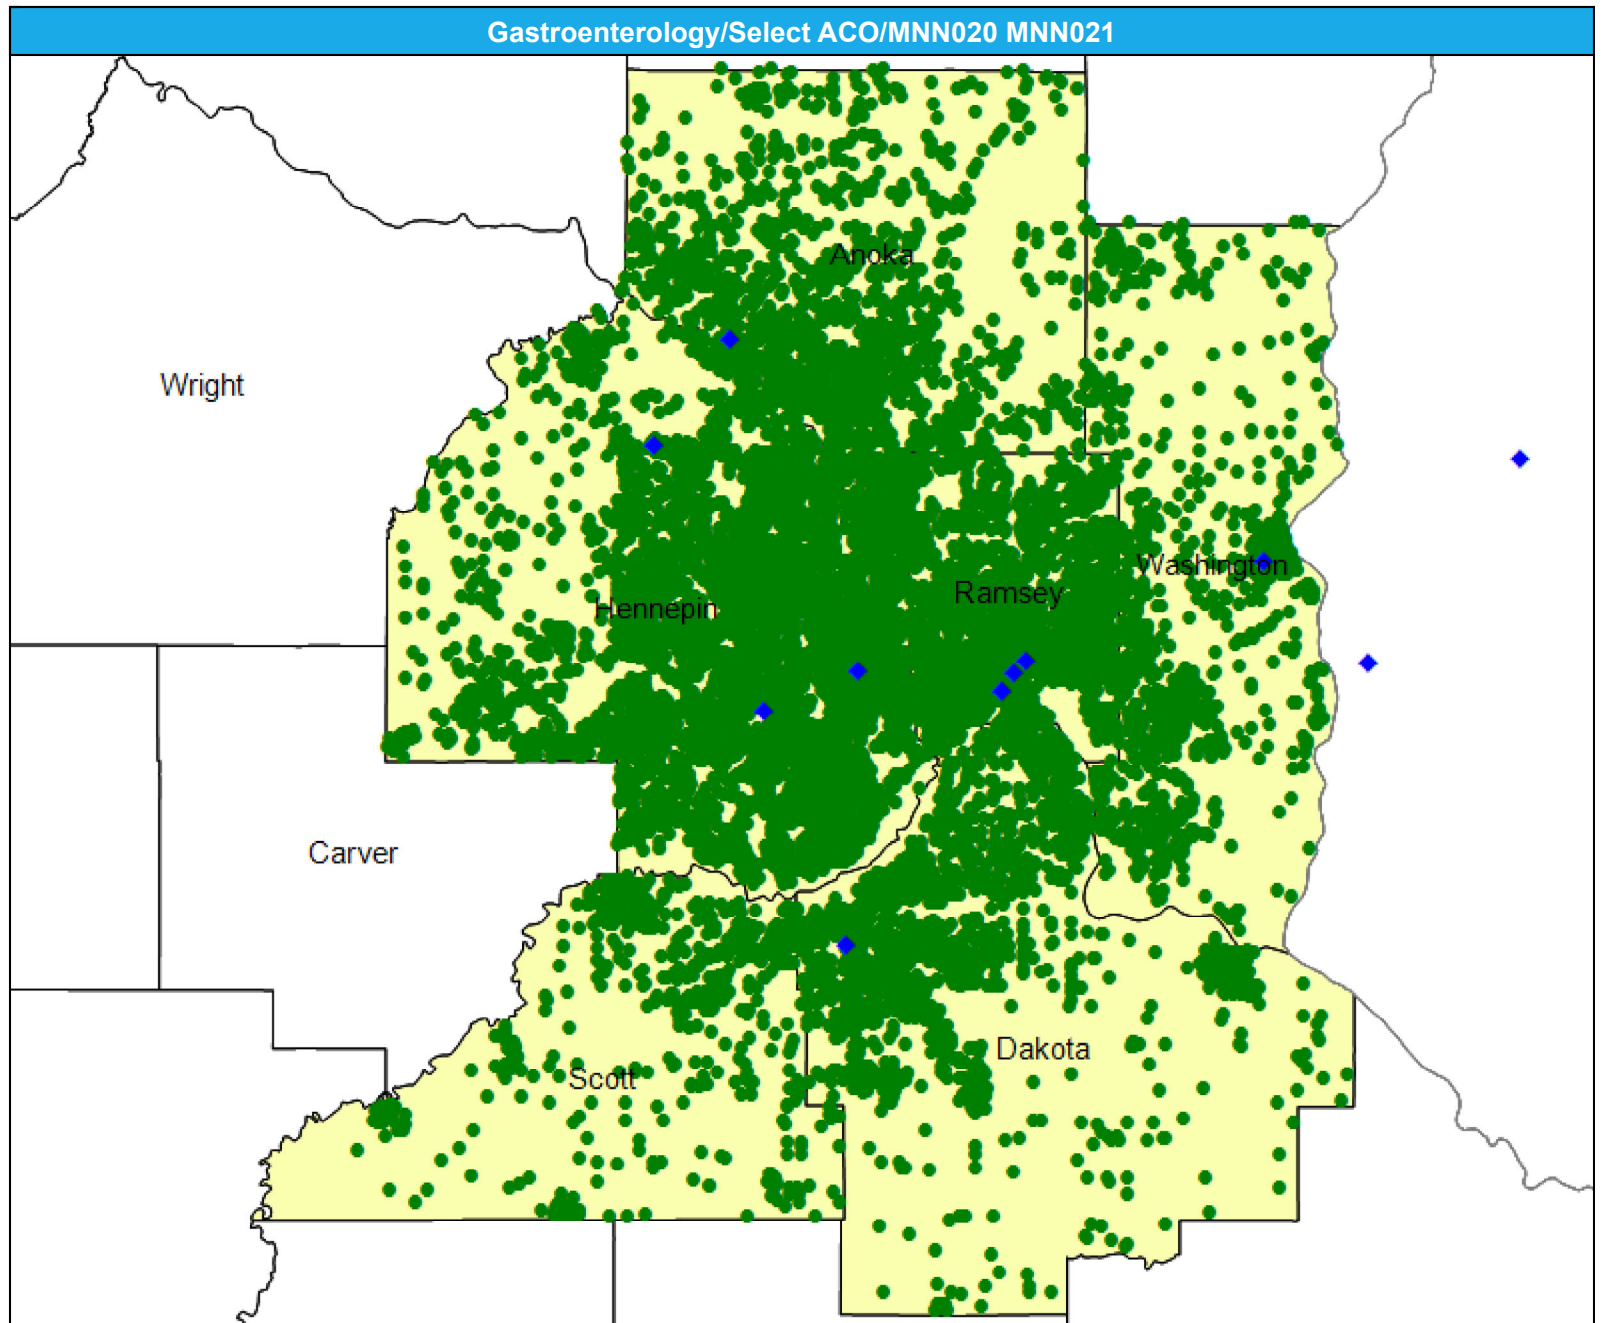 Gastroenterology/Select ACO/MNN020 MNN021
Anoka
Wright
Washington
Ramsey
Hennepin
Carver
Dakota
Scott